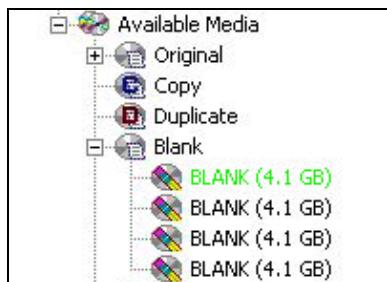 Available Media
Original
Copy
Duplicate
Blank
BLANK (4.1 GB)
BLANK (4.1 GB)
BLANK (4.1 GB)
BLANK (4.1 GB)